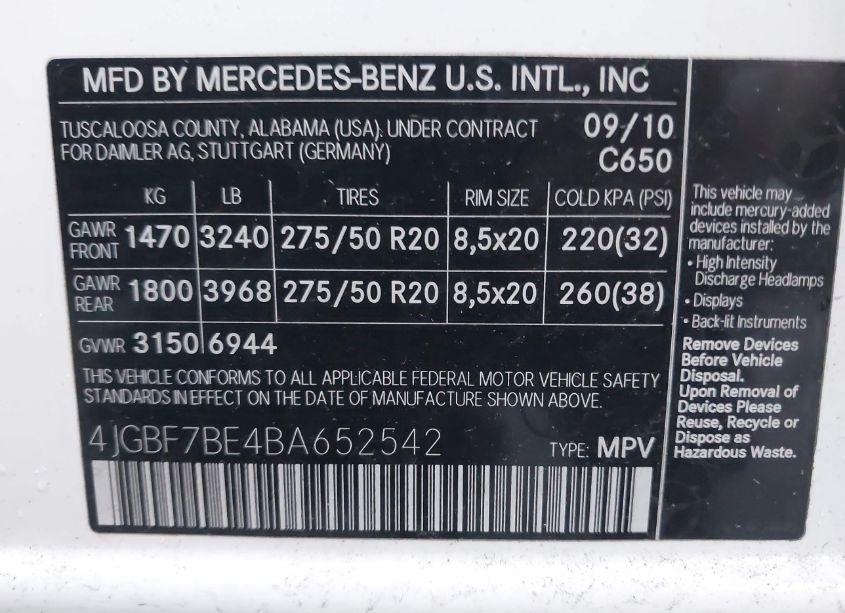 MFD BY MERCEDES-BENZ U.S. INTL., INC
TUSCALOOSA COUNTY, ALABAMA (USA). UNDER CONTRACT
FOR DAIMLER AG, STUTTGART (GERMANY)
09/10
C650
KG LB TIRES RIM SIZE COLD KPA (PSI)
GAWR FRONT 1470 3240 275/50 R20 8,5x20 220(32)
GAWR REAR 1800 3968 275/50 R20 8,5x20 260(38)
GVWR 3150 6944
THIS VEHICLE CONFORMS TO ALL APPLICABLE FEDERAL MOTOR VEHICLE SAFETY
STANDARDS IN EFFECT ON THE DATE OF MANUFACTURE SHOWN ABOVE.
4JGBF7BE4BA652542 TYPE: MPV
This vehicle may
include mercury-added
devices installed by the
manufacturer:
• High Intensity
Discharge Headlamps
• Displays
• Back-lit Instruments
Remove Devices
Before Vehicle
Disposal.
Upon Removal of
Devices Please
Reuse, Recycle or
Dispose as
Hazardous Waste.